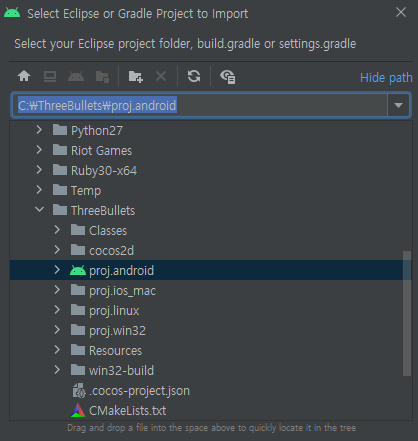 Select Eclipse or Gradle Project to Import
Select your Eclipse project folder, build.gradle or settings.gradle
Hide path
C:₩ThreeBullets₩proj.android
Python27
Riot Games
Ruby30-x64
Temp
ThreeBullets
Classes
cocos2d
proj.android
proj.ios_mac
proj.linux
proj.win32
Resources
win32-build
.cocos-project.json
CMakeLists.txt
Drag and drop a file into the space above to quickly locate it in the tree